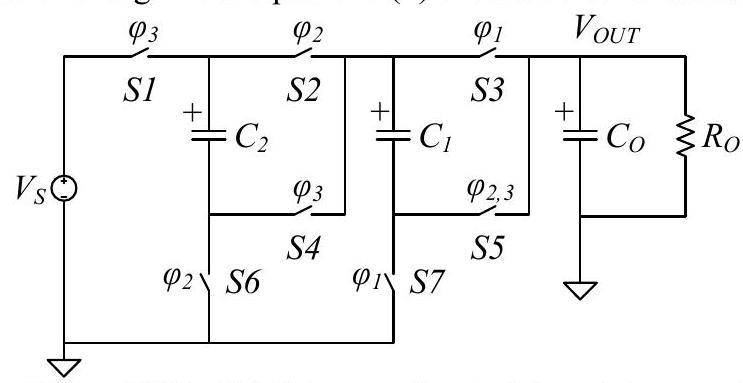 φ3 φ2 φ1 VOUT
S1 S2 S3
+ + +
C2 C1 CO RO
VS
φ3 φ2,3
S4 S5
φ2 S6 φ1 S7